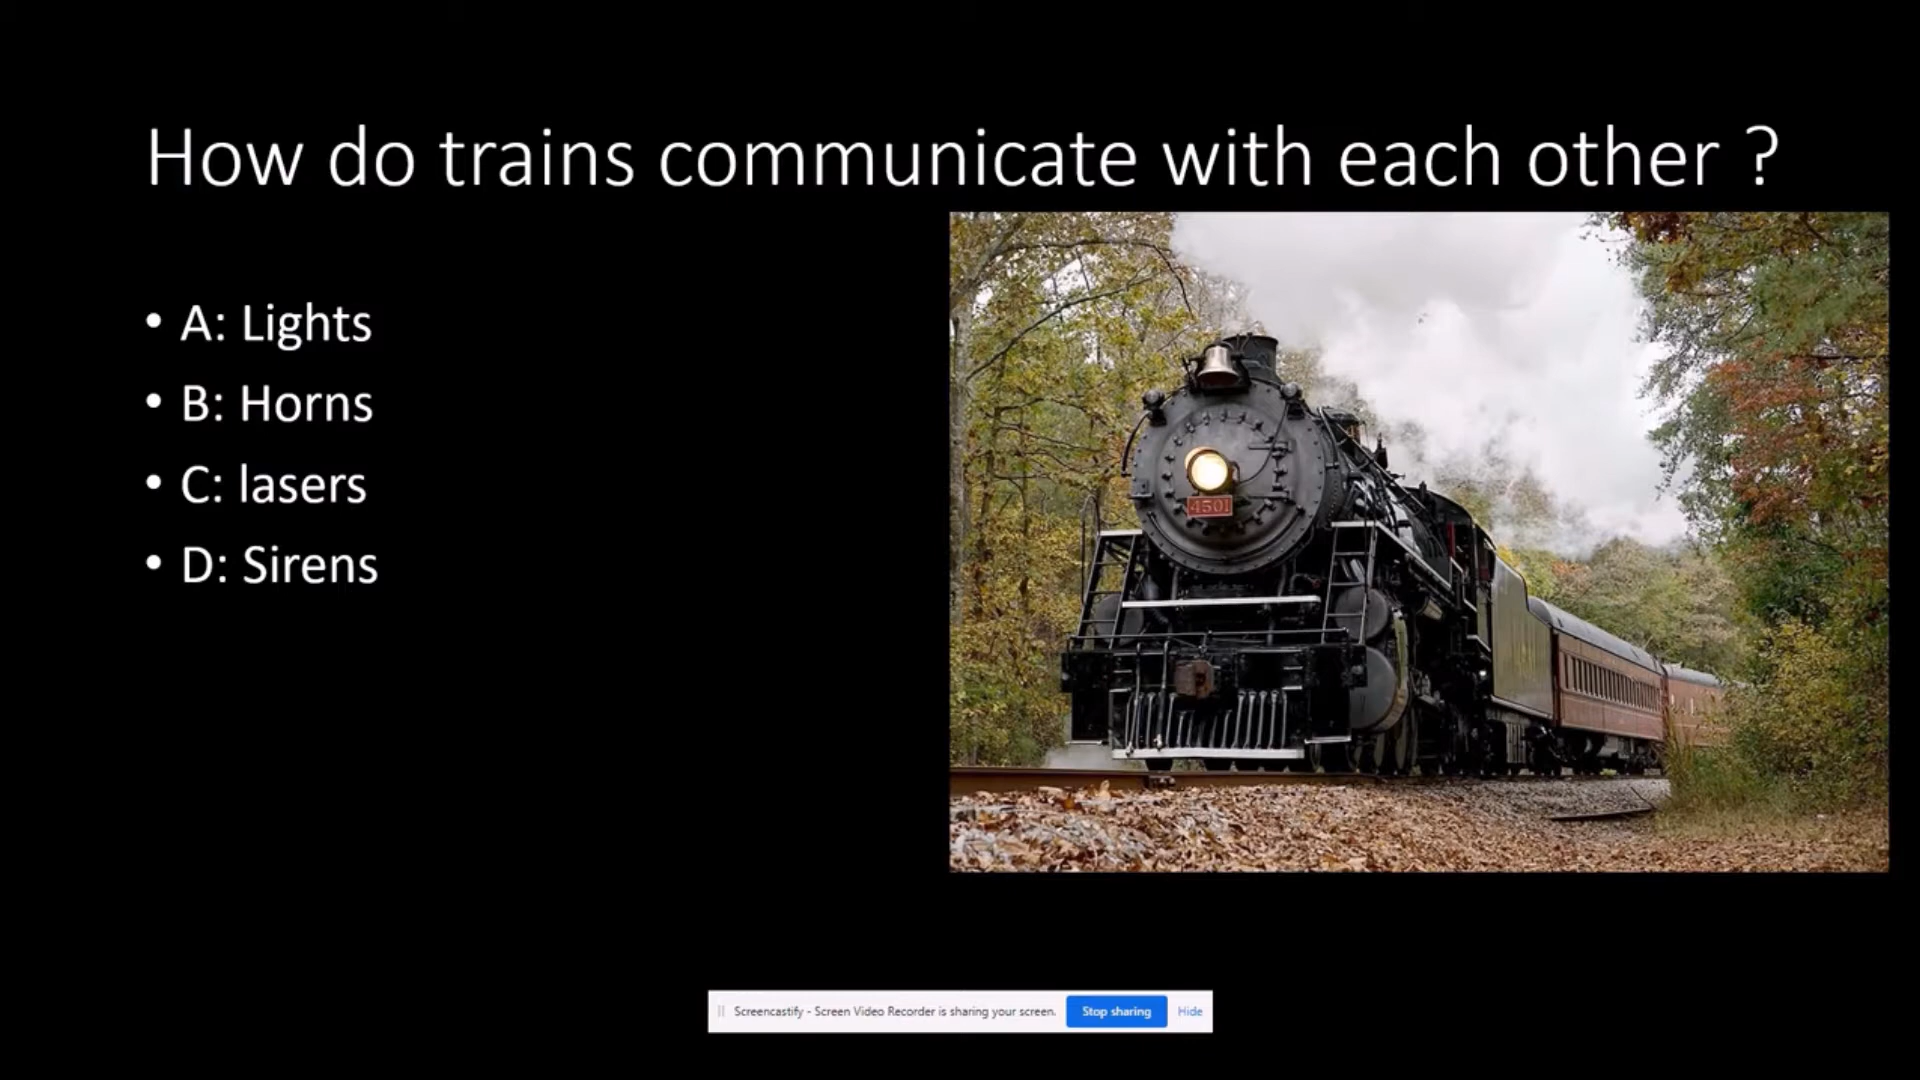 How do trains communicate with each other ?
• A: Lights
• B: Horns
• C: lasers
• D: Sirens
4501
Screencastify - Screen Video Recorder is sharing your screen. Stop sharing Hide